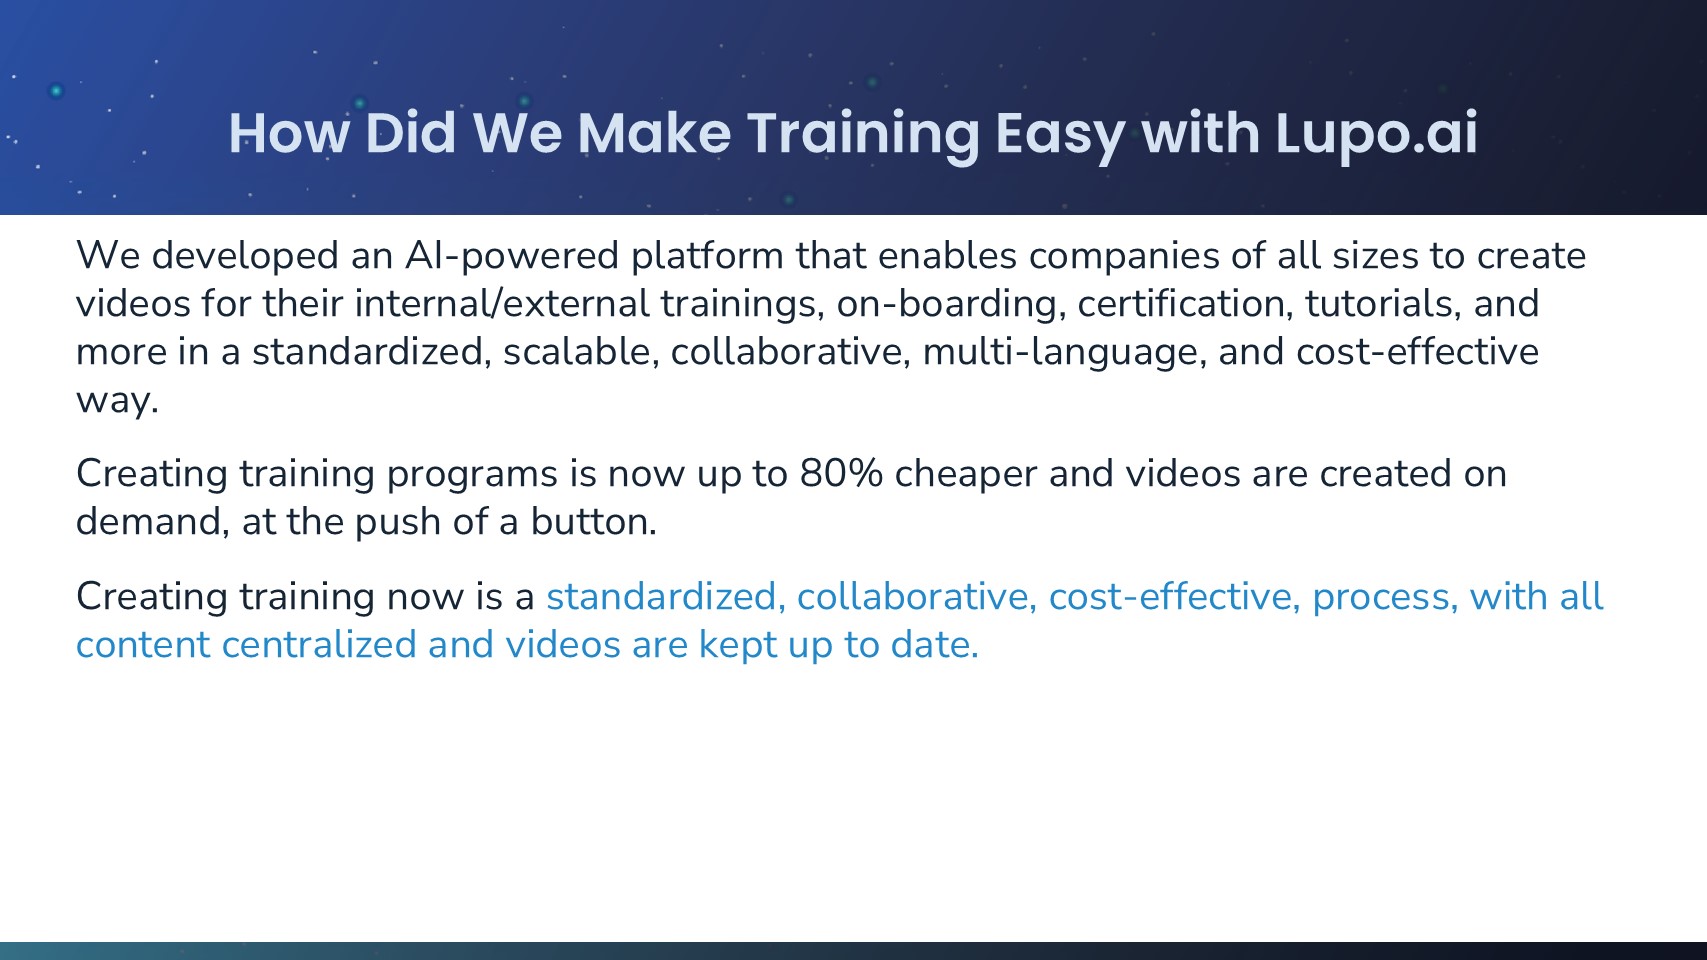 How Did We Make Training Easy with Lupo.ai
We developed an AI-powered platform that enables companies of all sizes to create
videos for their internal/external trainings, on-boarding, certification, tutorials, and
more in a standardized, scalable, collaborative, multi-language, and cost-effective
way.
Creating training programs is now up to 80% cheaper and videos are created on
demand, at the push of a button.
Creating training now is a standardized, collaborative, cost-effective, process, with all
content centralized and videos are kept up to date.